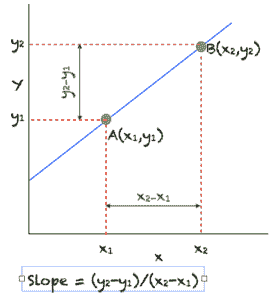 y₂
B(x₂,y₂)
y₂-y₁
Y
y₁
A(x₁,y₁)
x₂-x₁
x₁
x₂
x
Slope = (y₂-y₁)/(x₂-x₁)